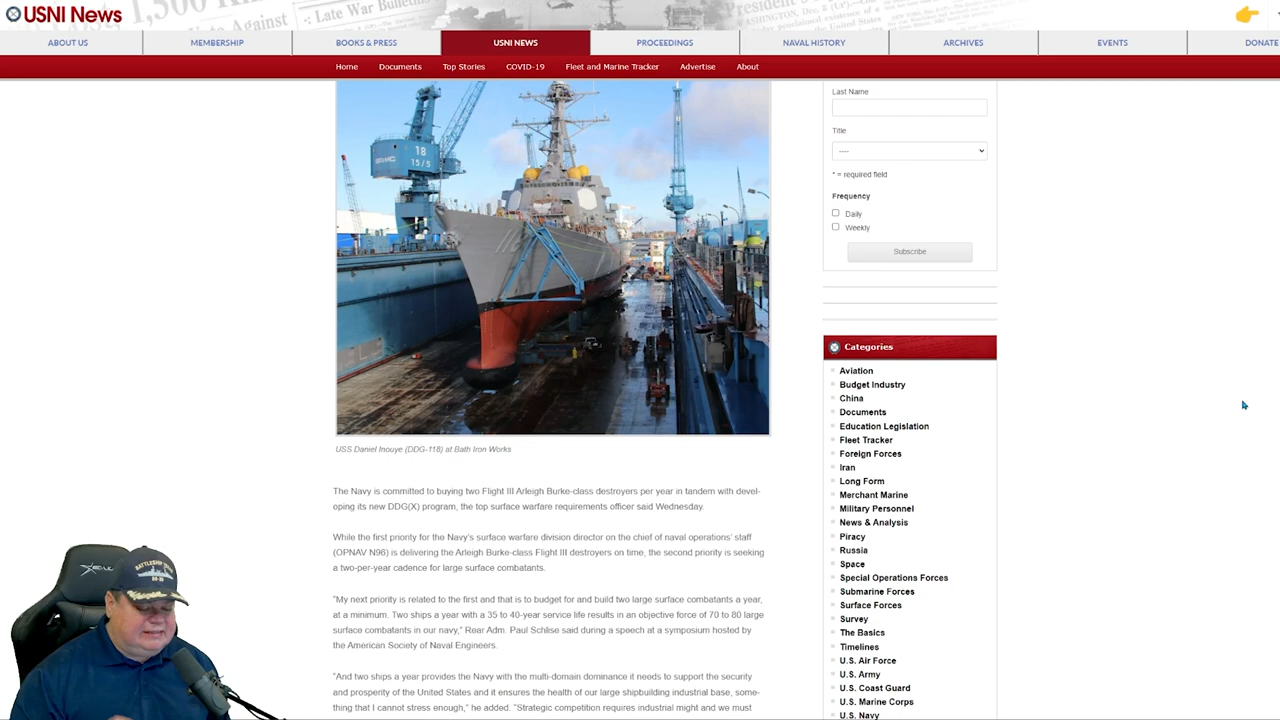 USNI News
ABOUT US
MEMBERSHIP
BOOKS & PRESS
USNI NEWS
PROCEEDINGS
NAVAL HISTORY
ARCHIVES
EVENTS
DONATE
Home
Documents
Top Stories
COVID-19
Fleet and Marine Tracker
Advertise
About
18
15/5
USS Daniel Inouye (DDG-118) at Bath Iron Works
The Navy is committed to buying two Flight III Arleigh Burke-class destroyers per year in tandem with devel-
oping its new DDG(X) program, the top surface warfare requirements officer said Wednesday.
While the first priority for the Navy's surface warfare division director on the chief of naval operations' staff
(OPNAV N96) is delivering the Arleigh Burke-class Flight III destroyers on time, the second priority is seeking
a two-per-year cadence for large surface combatants.
"My next priority is related to the first and that is to budget for and build two large surface combatants a year,
at a minimum. Two ships a year with a 35 to 40-year service life results in an objective force of 70 to 80 large
surface combatants in our navy," Rear Adm. Paul Schlise said during a speech at a symposium hosted by
the American Society of Naval Engineers.
"And two ships a year provides the Navy with the multi-domain dominance it needs to support the security
and prosperity of the United States and it ensures the health of our large shipbuilding industrial base, some-
thing that I cannot stress enough," he added. "Strategic competition requires industrial might and we must
Last Name
Title
----
* = required field
Frequency
Daily
Weekly
Subscribe
Categories
Aviation
Budget Industry
China
Documents
Education Legislation
Fleet Tracker
Foreign Forces
Iran
Long Form
Merchant Marine
Military Personnel
News & Analysis
Piracy
Russia
Space
Special Operations Forces
Submarine Forces
Surface Forces
Survey
The Basics
Timelines
U.S. Air Force
U.S. Army
U.S. Coast Guard
U.S. Marine Corps
U.S. Navy
BATTLESHIP